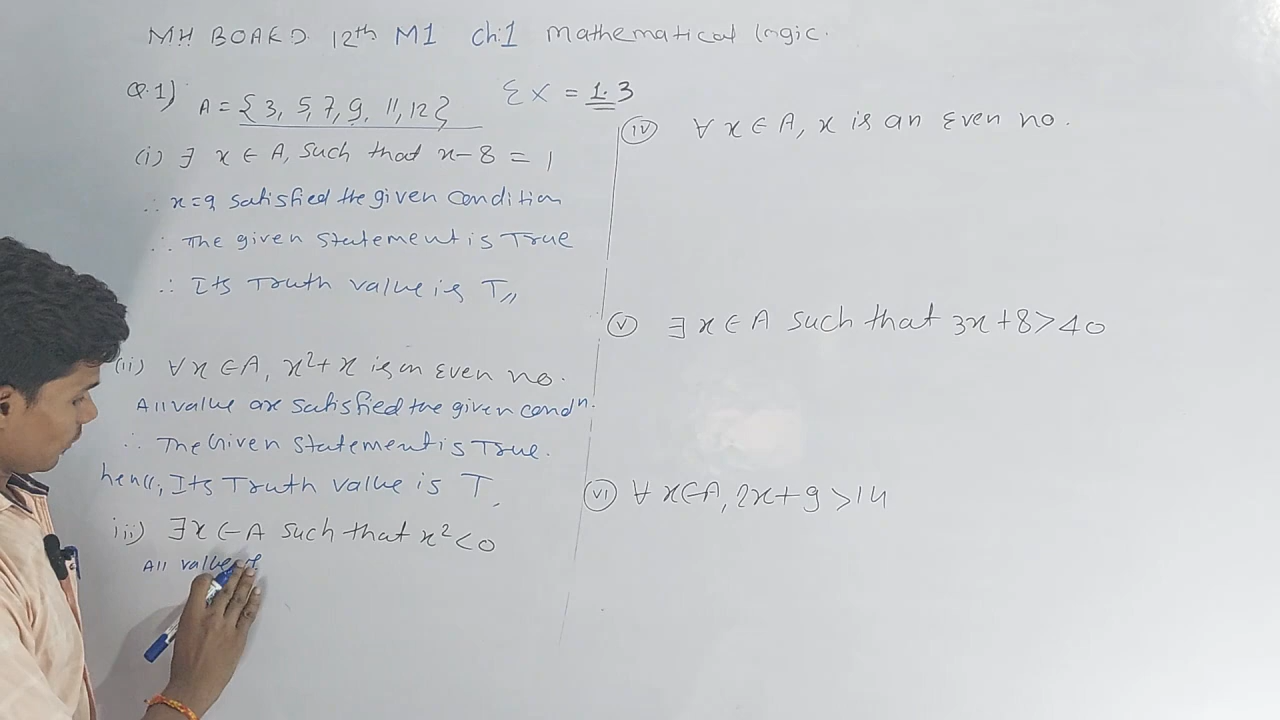 MH BOARD 12th M1 Ch:1 Mathematical Logic.
Q.1) A = {3, 5, 7, 9, 11, 12} Ex = 1.3
(i) ∃ x ∈ A, such that x - 8 = 1
∴ x = 9 satisfied the given condition
∴ The given statement is True
∴ Its Truth value is T
(ii) ∀ x ∈ A, x² + x is an Even no.
All value are satisfied the given condⁿ.
∴ The Given statement is True.
henc, Its Truth value is T
iii) ∃ x ∈ A such that x² < 0
All value
(iv) ∀ x ∈ A, x is an Even no.
(v) ∃ x ∈ A such that 3x + 8 > 40
(vi) ∀ x ∈ A, 2x + 9 > 14